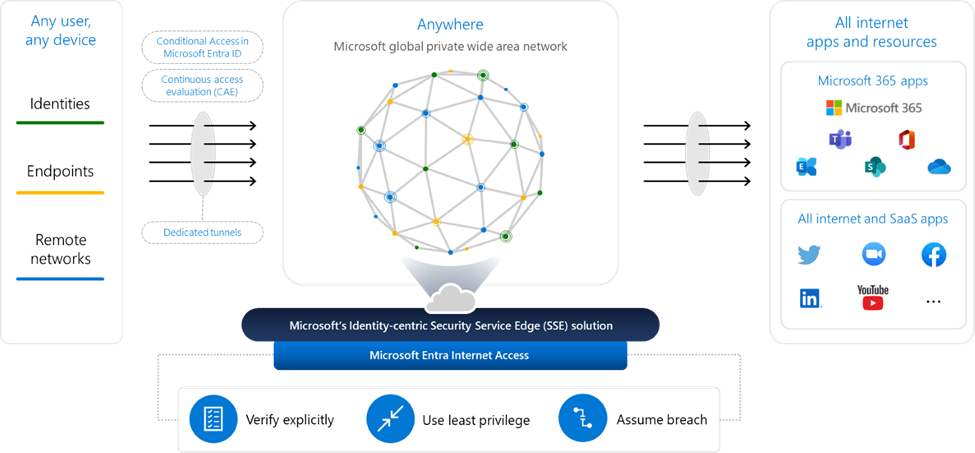 Any user,
any device
Identities
Endpoints
Remote
networks
Conditional Access in
Microsoft Entra ID
Continuous access
evaluation (CAE)
Dedicated tunnels
Anywhere
Microsoft global private wide area network
All internet
apps and resources
Microsoft 365 apps
Microsoft 365
T
E
S
All internet and SaaS apps
f
in
YouTube
...
Microsoft's Identity-centric Security Service Edge (SSE) solution
Microsoft Entra Internet Access
Verify explicitly
Use least privilege
Assume breach